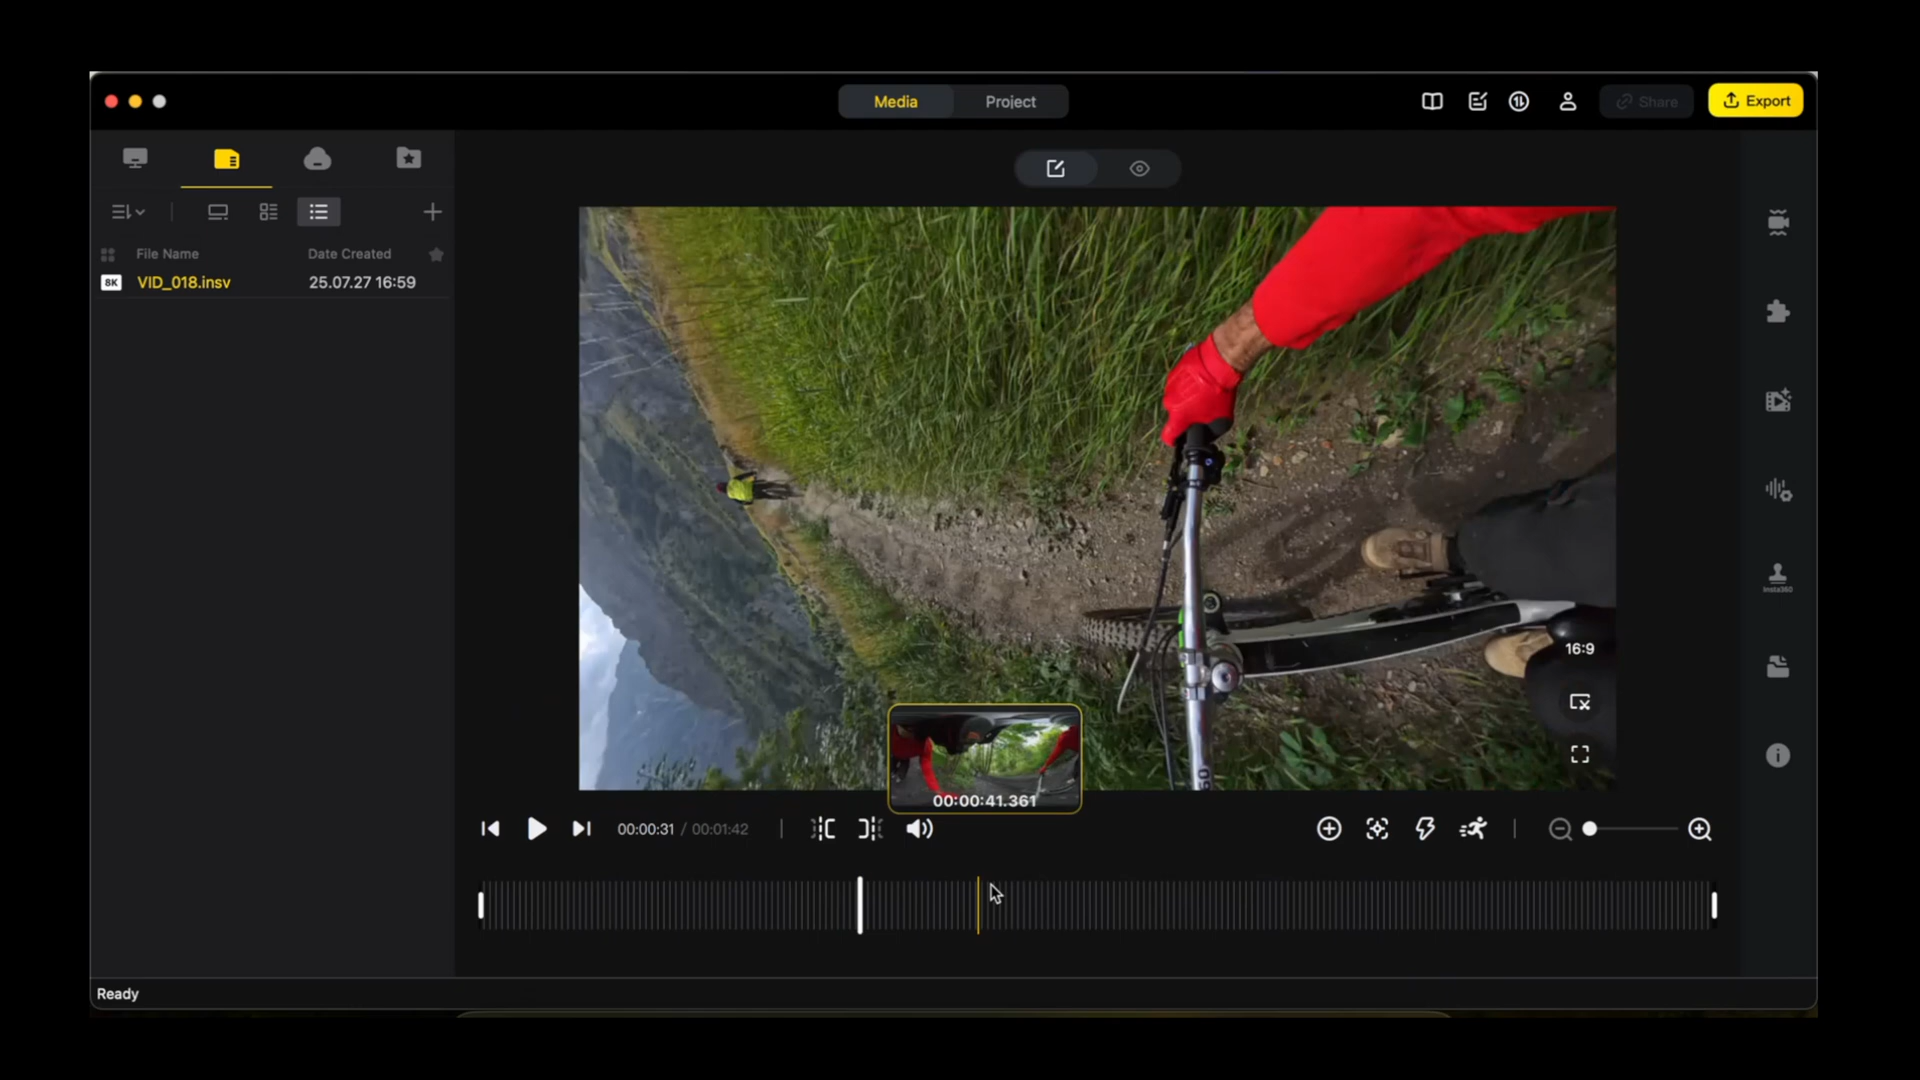 Media
Project
Share
Export
File Name
Date Created
8K
VID_018.insv
25.07.27 16:59
Insta360
16:9
00:00:41.361
00:00:31 / 00:01:42
Ready